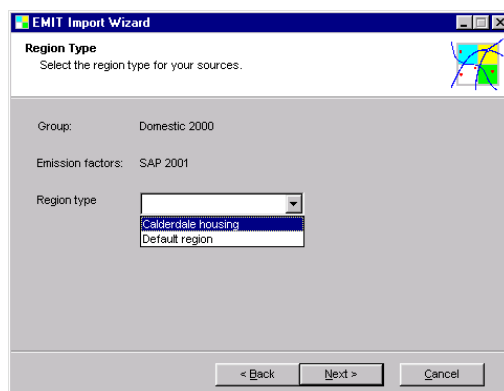 EMIT Import Wizard
Region Type
Select the region type for your sources.
Group: Domestic 2000
Emission factors: SAP 2001
Region type
Calderdale housing
Default region
< Back Next > Cancel